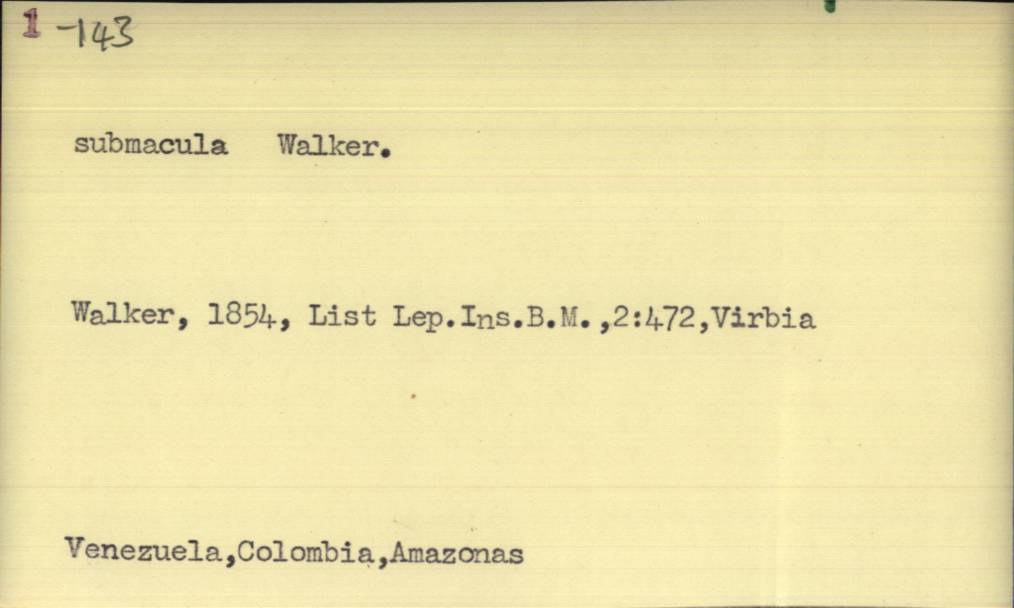 1 -143
submacula Walker.
Walker, 1854, List Lep.Ins.B.M.,2:472,Virbia
Venezuela,Colombia,Amazonas